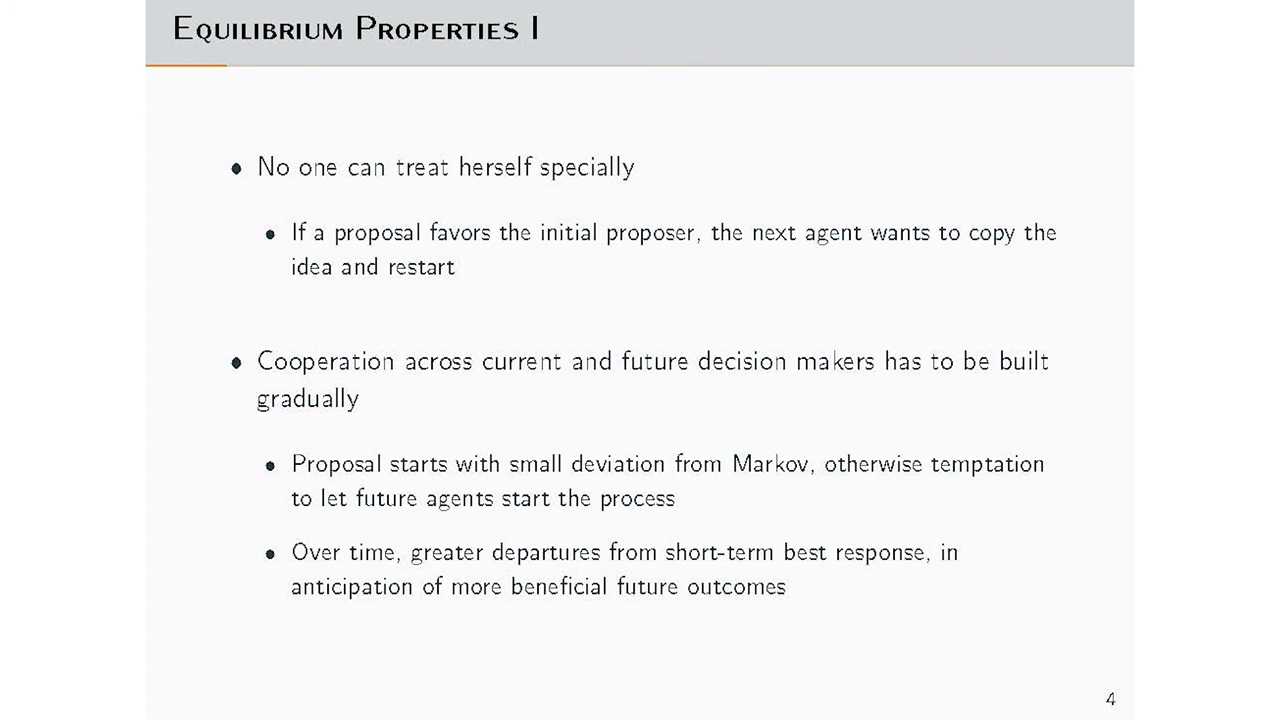 Equilibrium Properties I
• No one can treat herself specially
• If a proposal favors the initial proposer, the next agent wants to copy the
idea and restart
• Cooperation across current and future decision makers has to be built
gradually
• Proposal starts with small deviation from Markov, otherwise temptation
to let future agents start the process
• Over time, greater departures from short-term best response, in
anticipation of more beneficial future outcomes
4